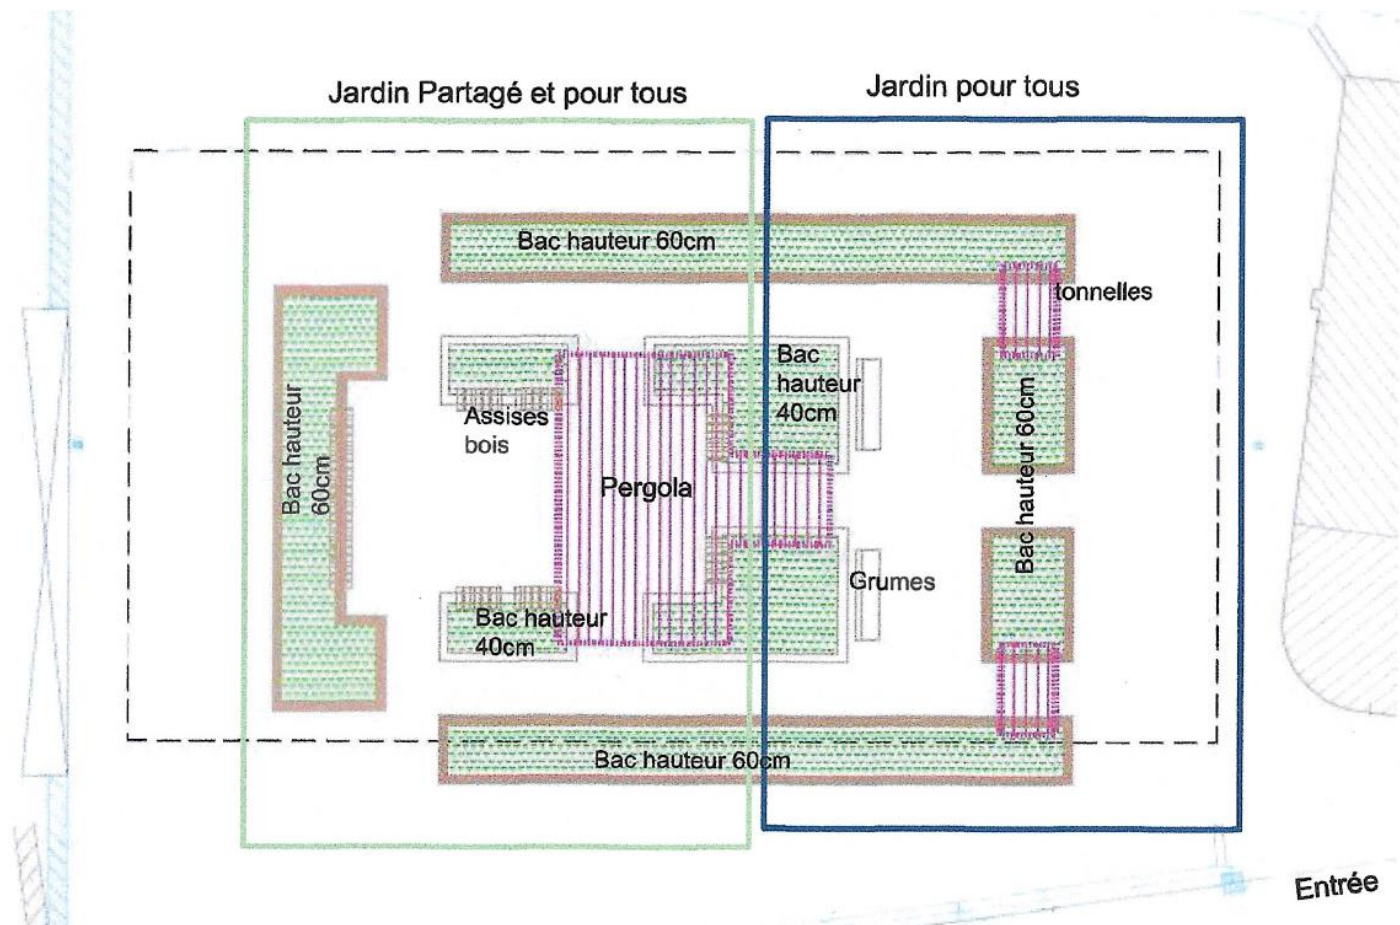 Jardin Partagé et pour tous
Jardin pour tous
Bac hauteur 60cm
tonnelles
Bac
hauteur
40cm
Assises
bois
Bac hauteur
60cm
Pergola
Bac hauteur 60cm
Grumes
Bac hauteur
40cm
Bac hauteur 60cm
Entrée